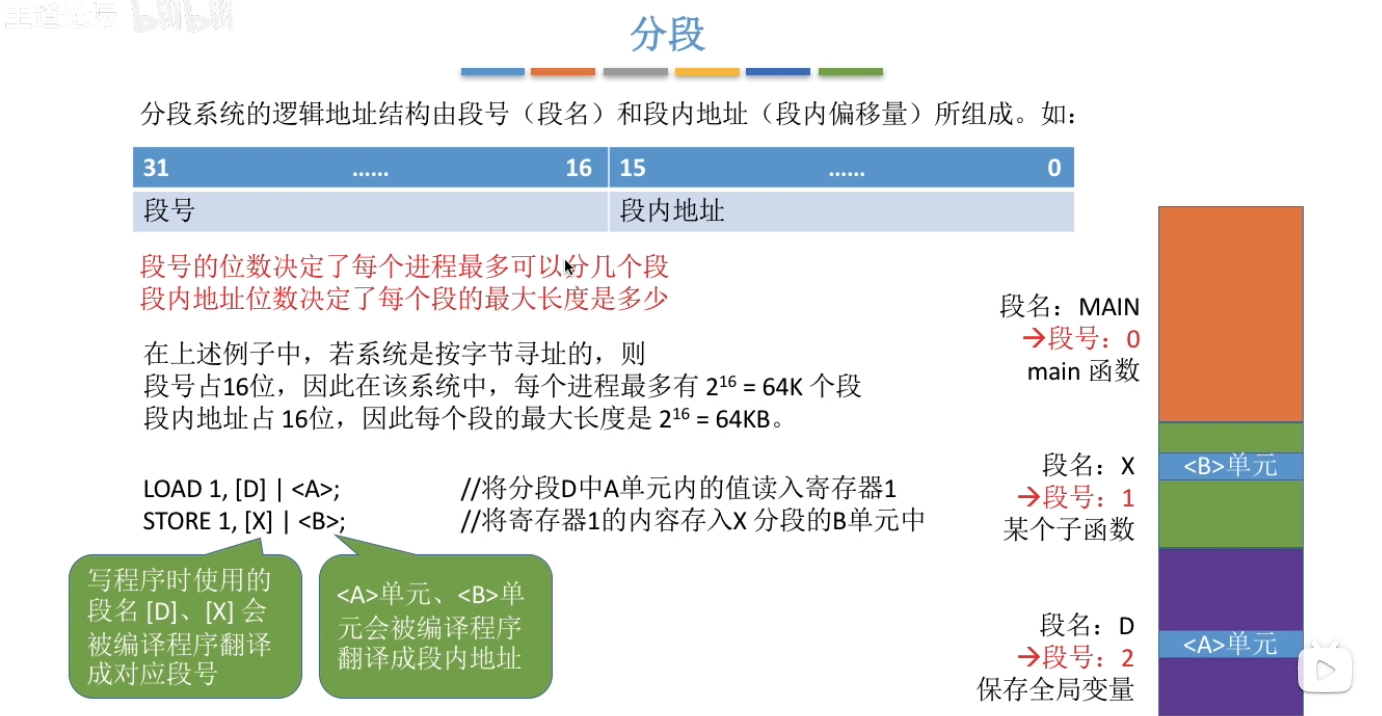 王道论坛 bilibili
分段
分段系统的逻辑地址结构由段号（段名）和段内地址（段内偏移量）所组成。如：
31 ...... 16 15 ...... 0
段号 段内地址
段号的位数决定了每个进程最多可以分几个段
段内地址位数决定了每个段的最大长度是多少
在上述例子中，若系统是按字节寻址的，则
段号占16位，因此在该系统中，每个进程最多有 2¹⁶ = 64K 个段
段内地址占 16位，因此每个段的最大长度是 2¹⁶ = 64KB。
LOAD 1, [D] | <A>; //将分段D中A单元内的值读入寄存器1
STORE 1, [X] | <B>; //将寄存器1的内容存入X 分段的B单元中
写程序时使用的
段名 [D]、[X] 会
被编译程序翻译
成对应段号
<A>单元、<B>单
元会被编译程序
翻译成段内地址
段名：MAIN
→段号：0
main 函数
段名：X
→段号：1
某个子函数
<B>单元
段名：D
→段号：2
保存全局变量
<A>单元